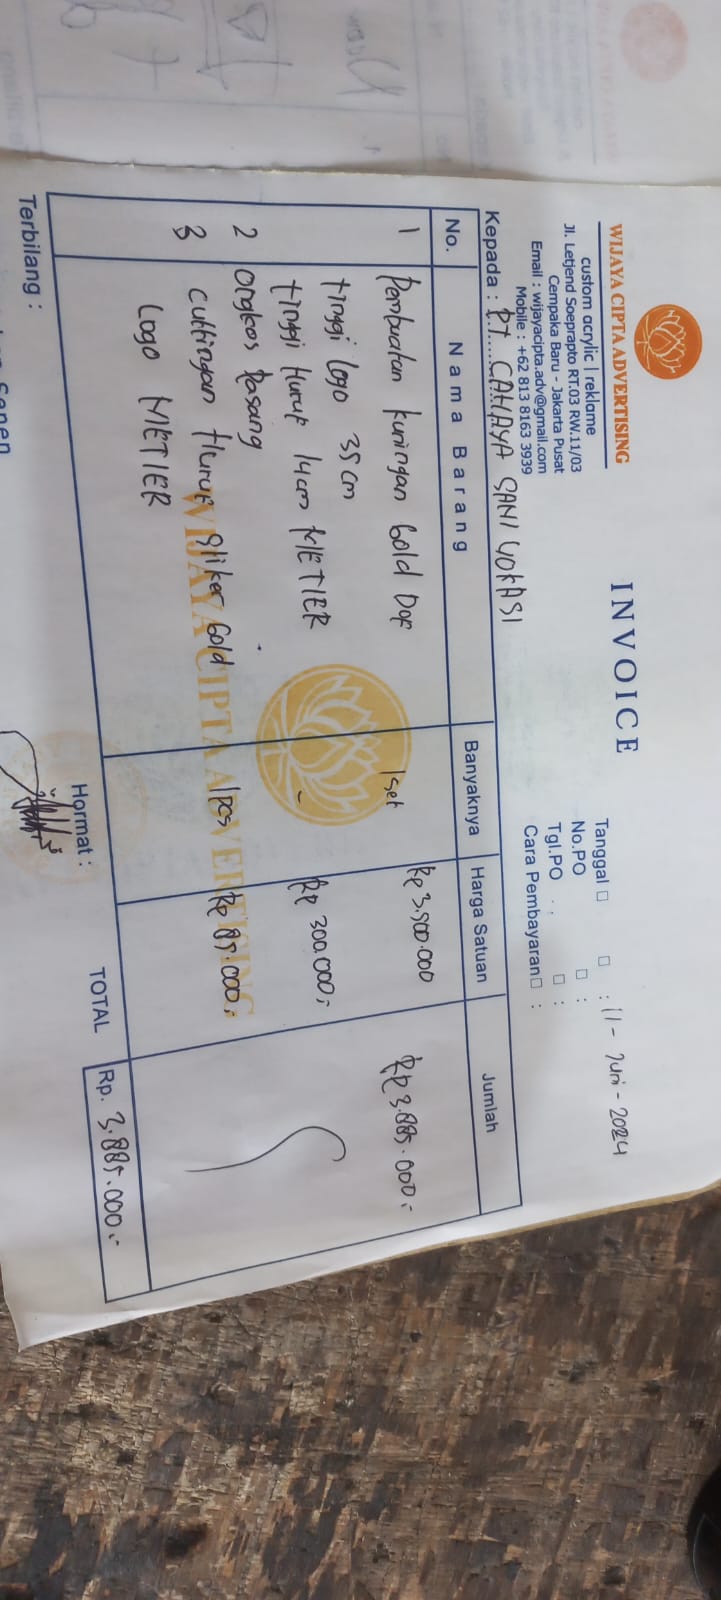 WIJAYA CIPTA ADVERTISING
custom acrylic | reklame
Jl. Letjend Soeprapto RT.03 RW.11/03
Cempaka Baru - Jakarta Pusat
Email : wijayacipta.adv@gmail.com
Mobile : +62 813 8163 3939
INVOICE
Tanggal : 11 - Juni - 2024
No.PO :
Tgl.PO :
Cara Pembayaran :
Kepada : PT. CAHAYA SANI VOKASI
No. Nama Barang Banyaknya Harga Satuan Jumlah
1 Pembuatan kuningan Gold Dof 1 set Rp 3.500.000 Rp 3.885.000,-
tinggi Logo 35 cm
tinggi Huruf 14cm METIER - Rp 300.000,-
2 ongkos Pasang
3 cuttingan Huruf stiker Gold 1 pcs Rp 85.000,-
Logo METIER
WIJAYA CIPTA ADVERTISING
TOTAL Rp. 3.885.000.-
Hormat :
Terbilang :
Senen